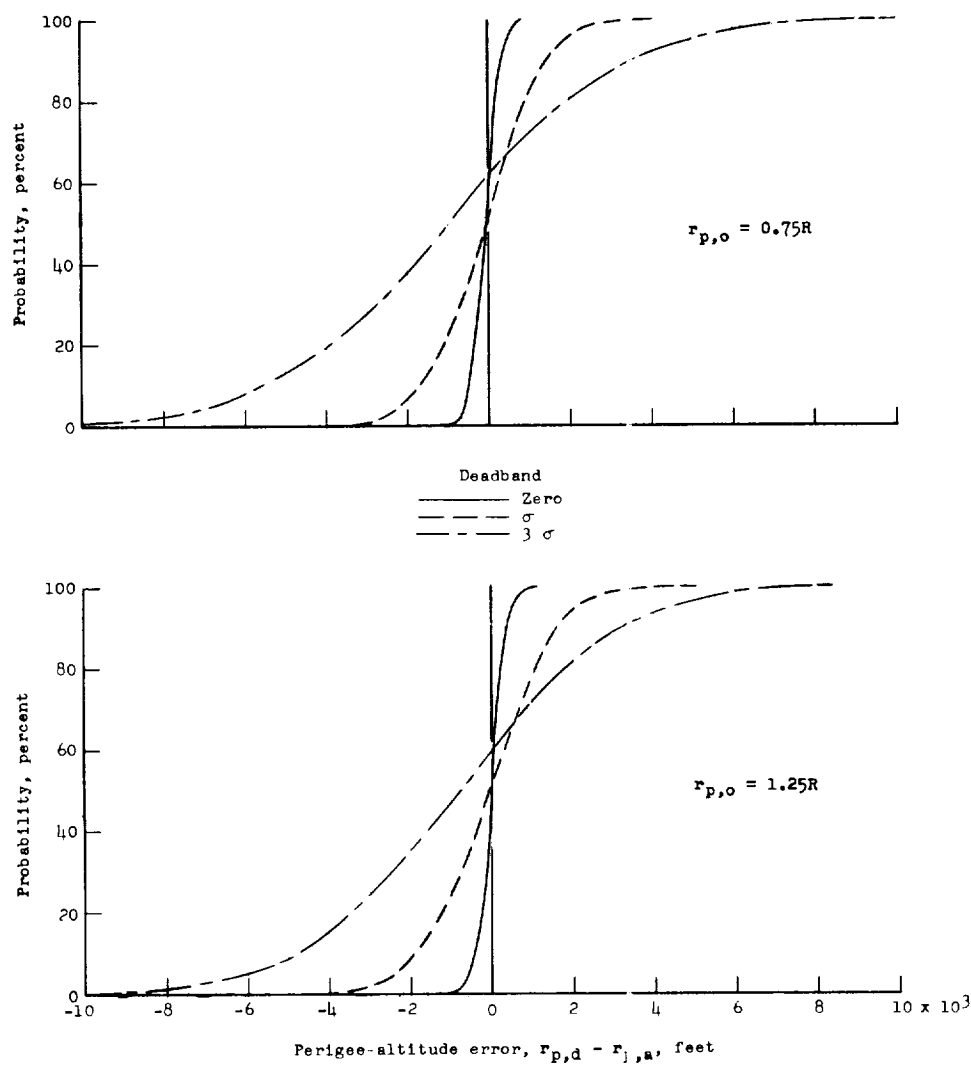 100
80
60
40
20
0
Probability, percent
r_p,o = 0.75R
Deadband
Zero
σ
3 σ
100
80
60
40
20
0
Probability, percent
r_p,o = 1.25R
-10 -8 -6 -4 -2 0 2 4 6 8 10 x 10³
Perigee-altitude error, r_p,d - r_j,a, feet